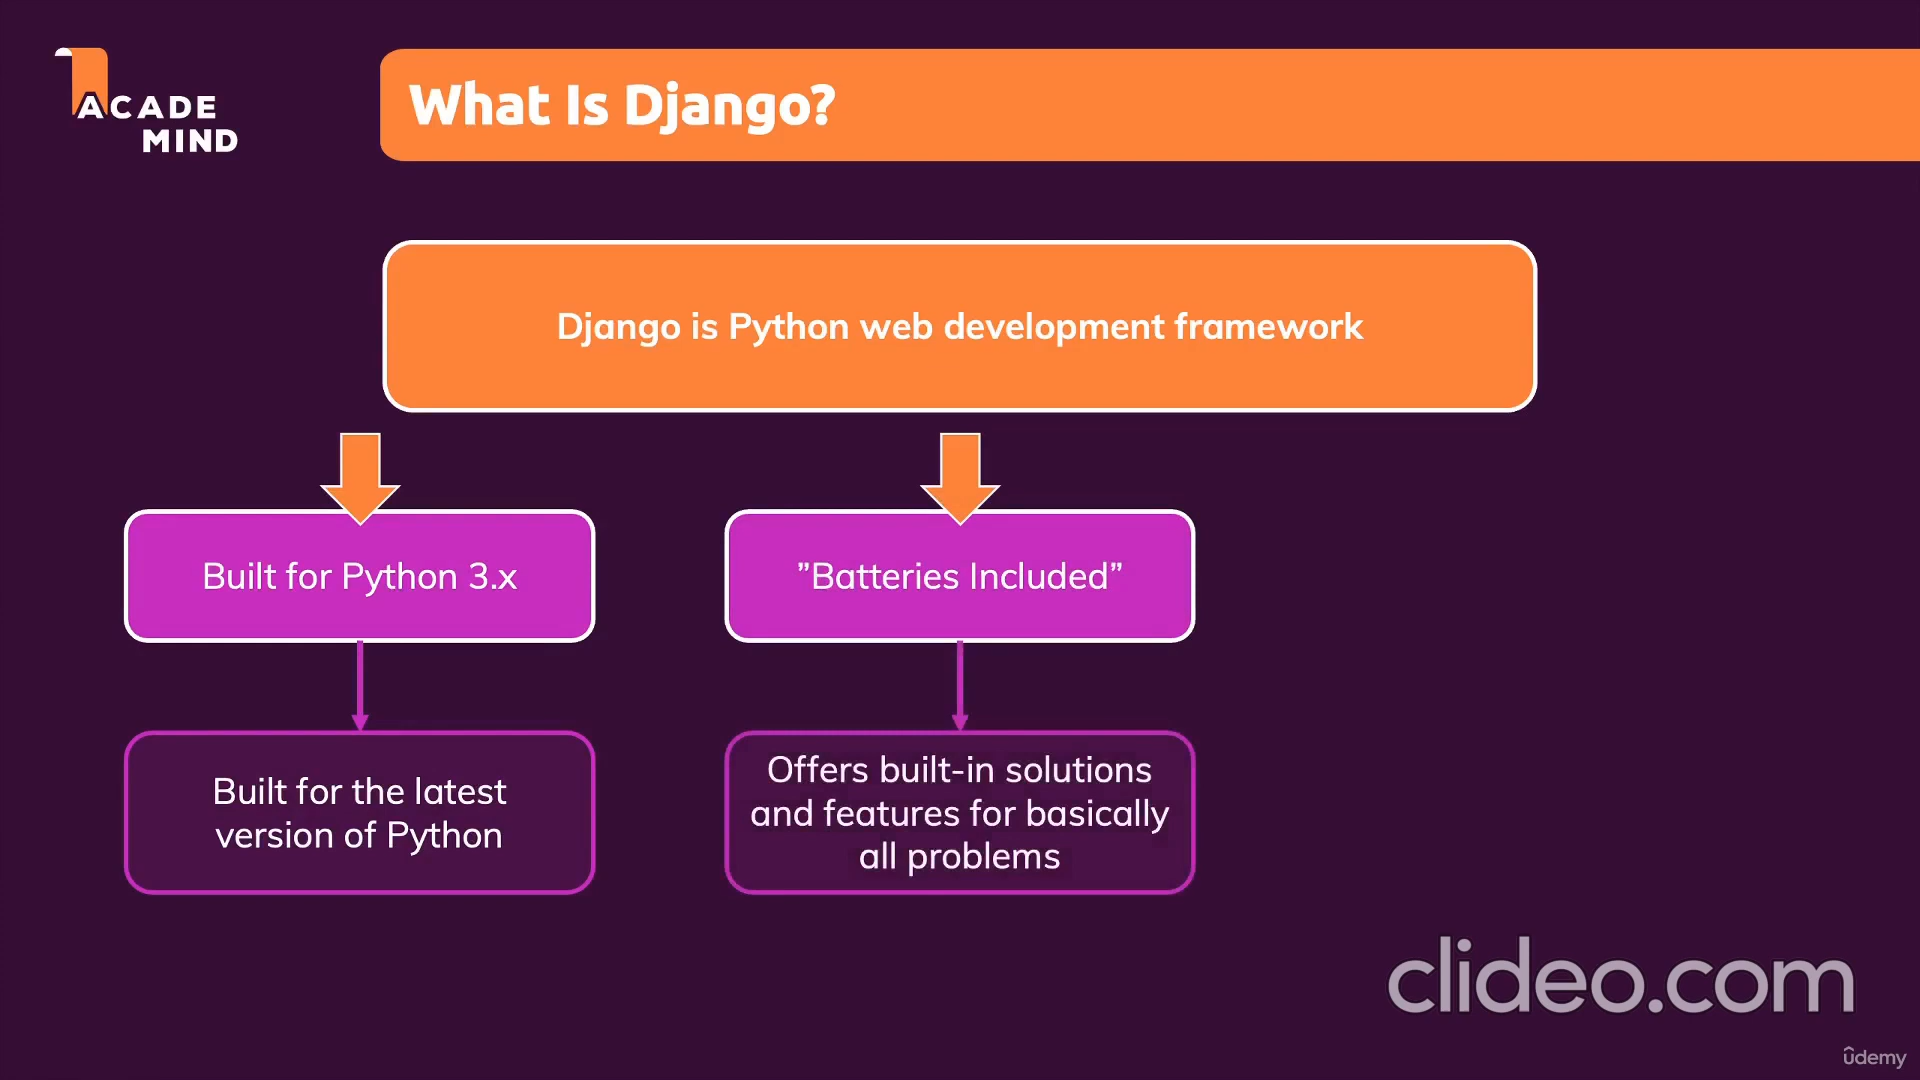 ACADE
MIND
What Is Django?
Django is Python web development framework
Built for Python 3.x
”Batteries Included”
Built for the latest
version of Python
Offers built-in solutions
and features for basically
all problems
clideo.com
ûdemy